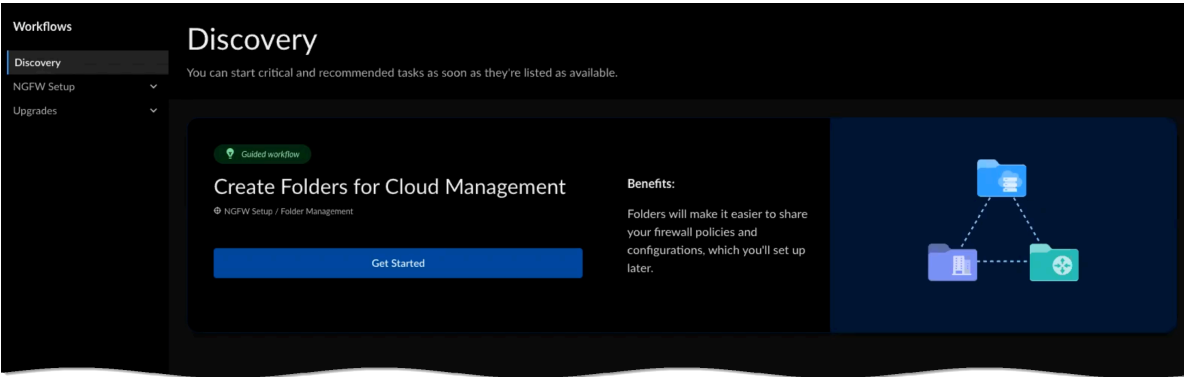 Workflows
Discovery
NGFW Setup
Upgrades
Discovery
You can start critical and recommended tasks as soon as they're listed as available.
Guided workflow
Create Folders for Cloud Management
NGFW Setup / Folder Management
Get Started
Benefits:
Folders will make it easier to share
your firewall policies and
configurations, which you'll set up
later.